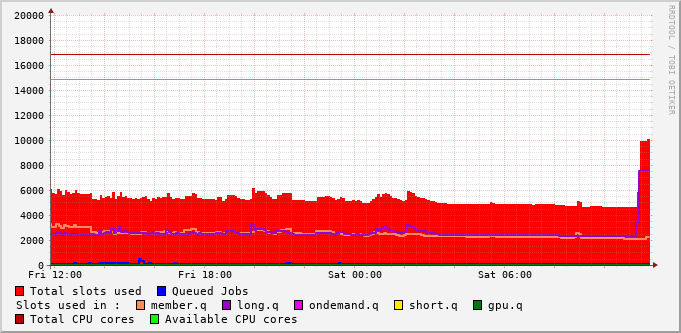 RRDTOOL / TOBI OETIKER
20000
18000
16000
14000
12000
10000
8000
6000
4000
2000
0
Fri 12:00 Fri 18:00 Sat 00:00 Sat 06:00
Total slots used Queued Jobs
Slots used in : member.q long.q ondemand.q short.q gpu.q
Total CPU cores Available CPU cores